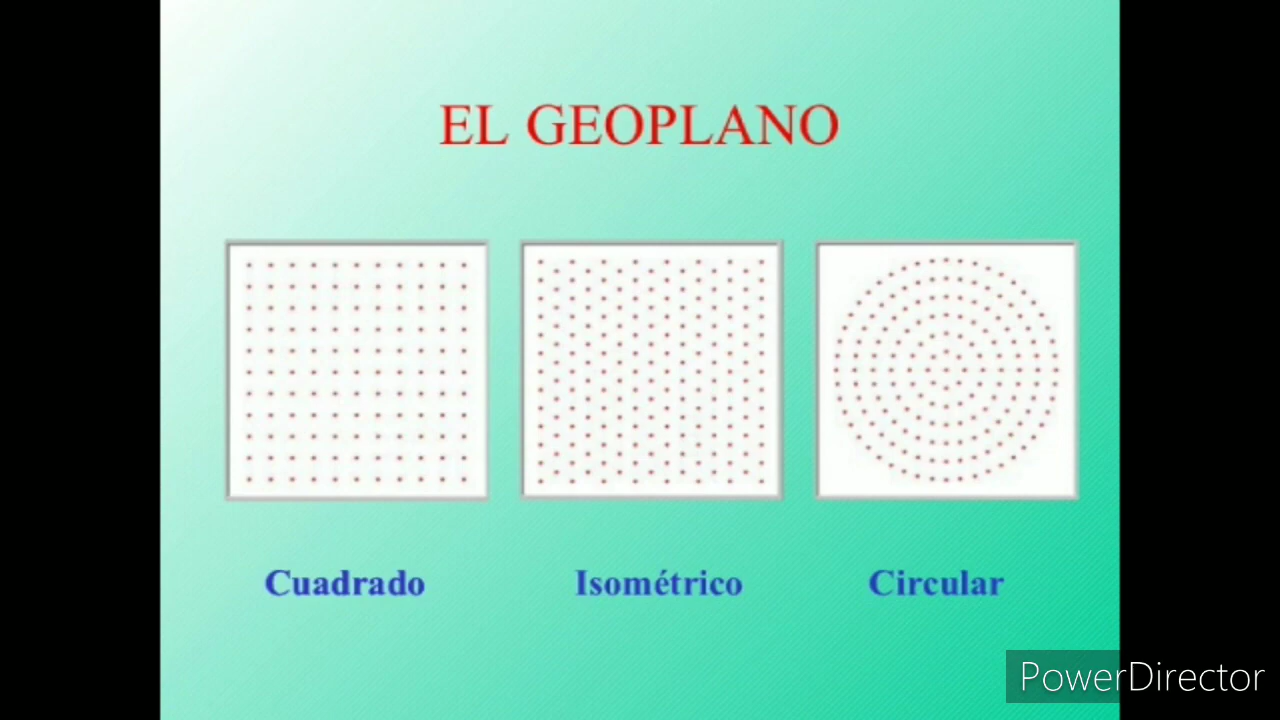 EL GEOPLANO
Cuadrado
Isométrico
Circular
PowerDirector